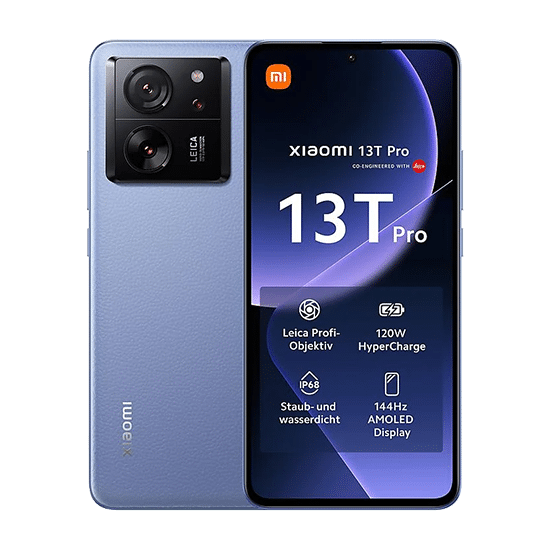 LEICA
xiaomi
mi
xiaomi 13T Pro
CO-ENGINEERED WITH Leica
13T Pro
Leica Profi-
Objektiv
120W
HyperCharge
IP68
Staub- und
wasserdicht
144Hz
AMOLED
Display